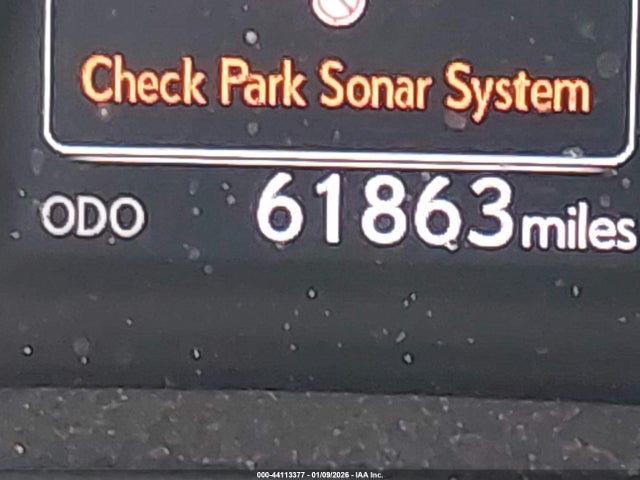 Check Park Sonar System
ODO 61863 miles
000-44113377 - 01/09/2026 - IAA Inc.